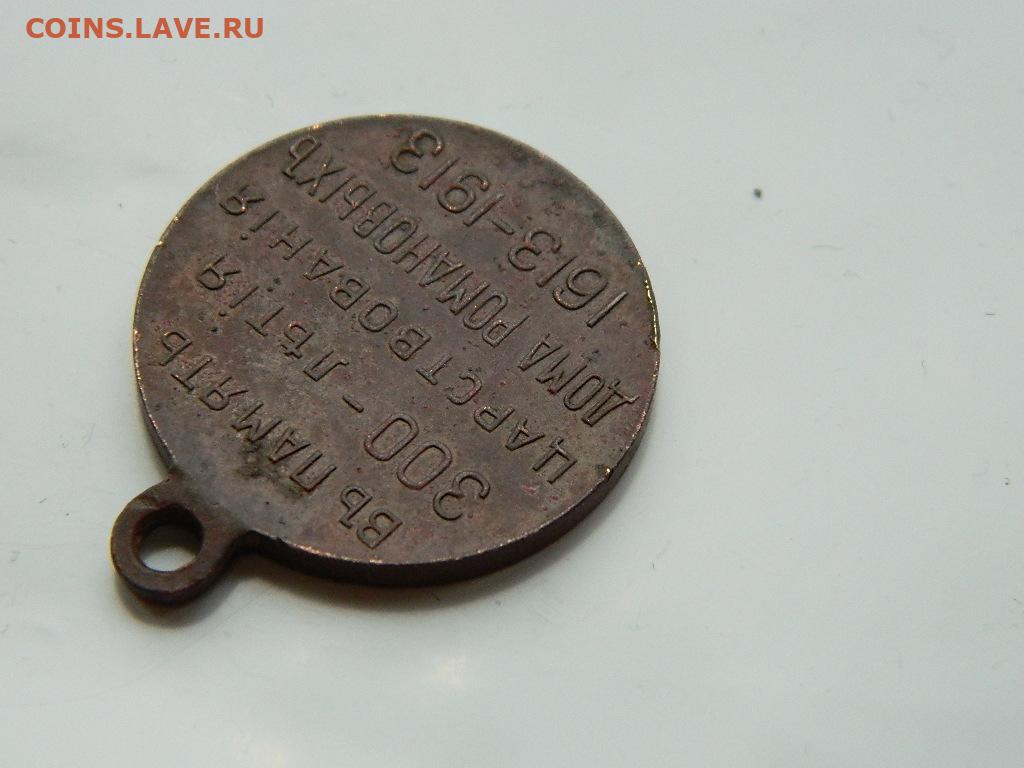 COINS.LAVE.RU
ВЪ ПАМЯТЬ
300-ЛѢТІЯ
ЦАРСТВОВАНІЯ
ДОМА РОМАНОВЫХЪ
1613-1913